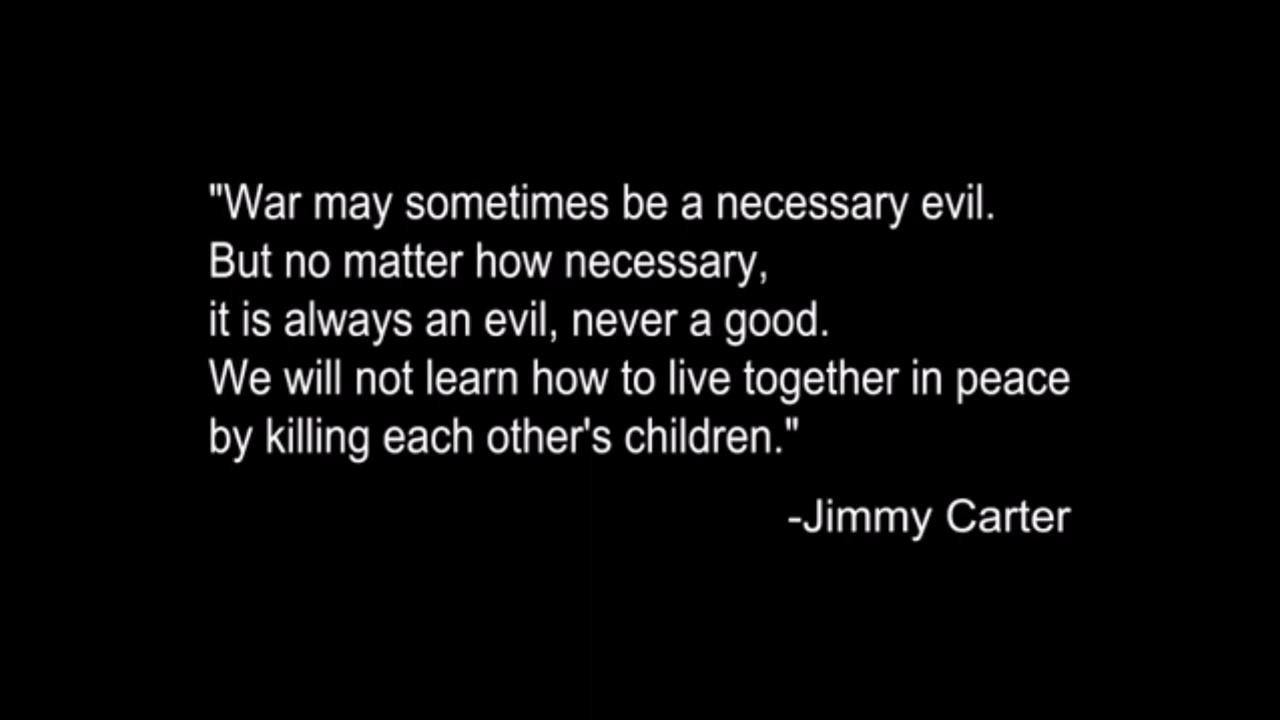 "War may sometimes be a necessary evil.
But no matter how necessary,
it is always an evil, never a good.
We will not learn how to live together in peace
by killing each other's children."
-Jimmy Carter